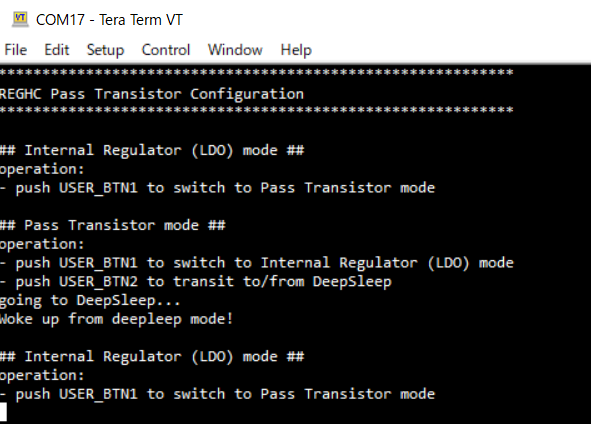 VT
COM17 - Tera Term VT
File Edit Setup Control Window Help
************************************************************
REGHC Pass Transistor Configuration
************************************************************
## Internal Regulator (LDO) mode ##
operation:
- push USER_BTN1 to switch to Pass Transistor mode
## Pass Transistor mode ##
operation:
- push USER_BTN1 to switch to Internal Regulator (LDO) mode
- push USER_BTN2 to transit to/from DeepSleep
going to DeepSleep...
Woke up from deepleep mode!
## Internal Regulator (LDO) mode ##
operation:
- push USER_BTN1 to switch to Pass Transistor mode